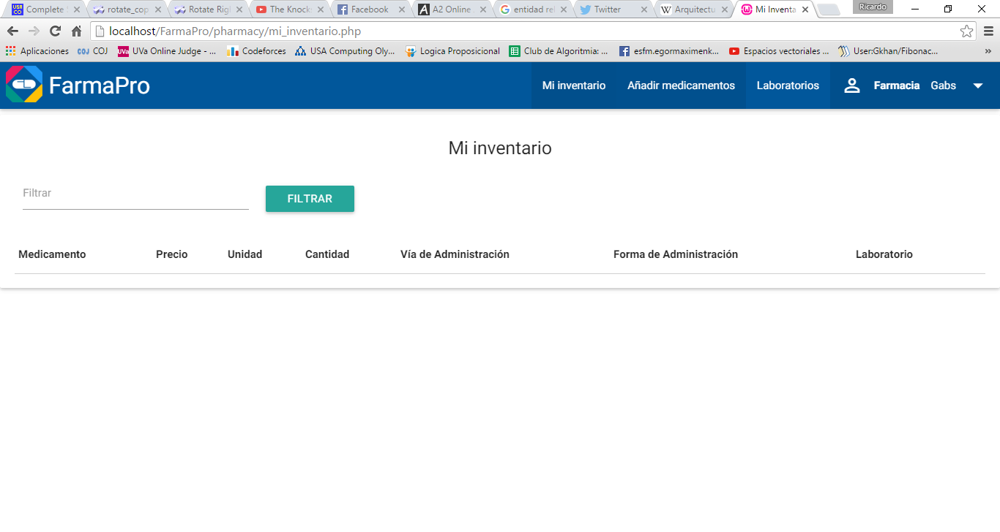 Complete rotate_cop Rotate Rig The Knock Facebook A2 Online entidad rel Twitter Arquitectu Mi Inventa Ricardo
localhost/FarmaPro/pharmacy/mi_inventario.php
Aplicaciones COJ COJ UVa UVa Online Judge - ... Codeforces USA Computing Oly... Logica Proposicional Club de Algoritmia: ... esfm.egormaximenk... Espacios vectoriales ... User:Gkhan/Fibonac... »
FarmaPro Mi inventario Añadir medicamentos Laboratorios Farmacia Gabs
Mi inventario
Filtrar FILTRAR
Medicamento Precio Unidad Cantidad Vía de Administración Forma de Administración Laboratorio